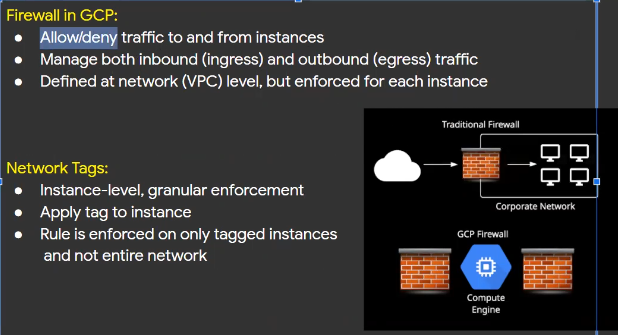 Firewall in GCP:
● Allow/deny traffic to and from instances
● Manage both inbound (ingress) and outbound (egress) traffic
● Defined at network (VPC) level, but enforced for each instance
Network Tags:
● Instance-level, granular enforcement
● Apply tag to instance
● Rule is enforced on only tagged instances
and not entire network
Traditional Firewall
Corporate Network
GCP Firewall
Compute
Engine